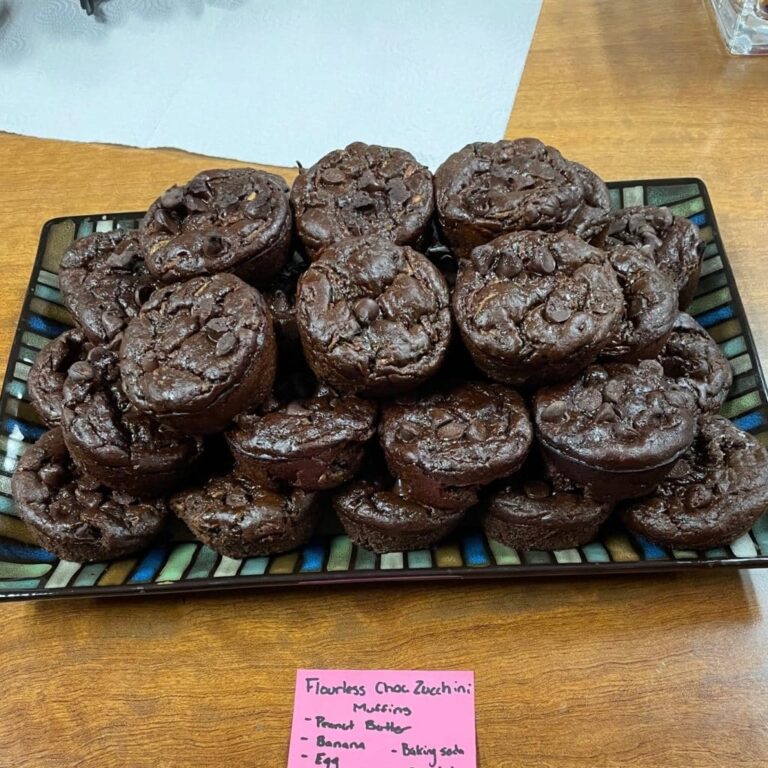 Flourless Choc Zucchini
Muffins
- Peanut Butter
- Banana
- Baking soda
- Egg